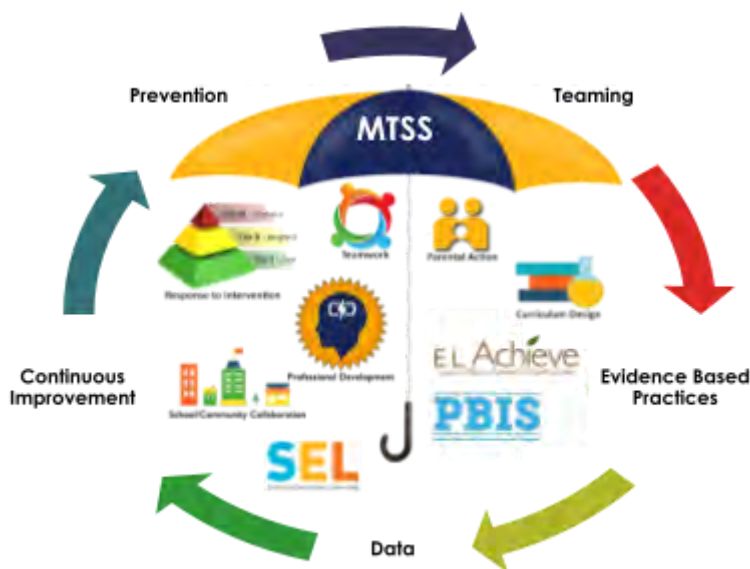 Prevention
Teaming
MTSS
Teamwork
Parental Action
Response to Intervention
Curriculum Design
Professional Development
EL Achieve
Continuous
Improvement
Evidence Based
Practices
School/Community Collaboration
PBIS
SEL
Data